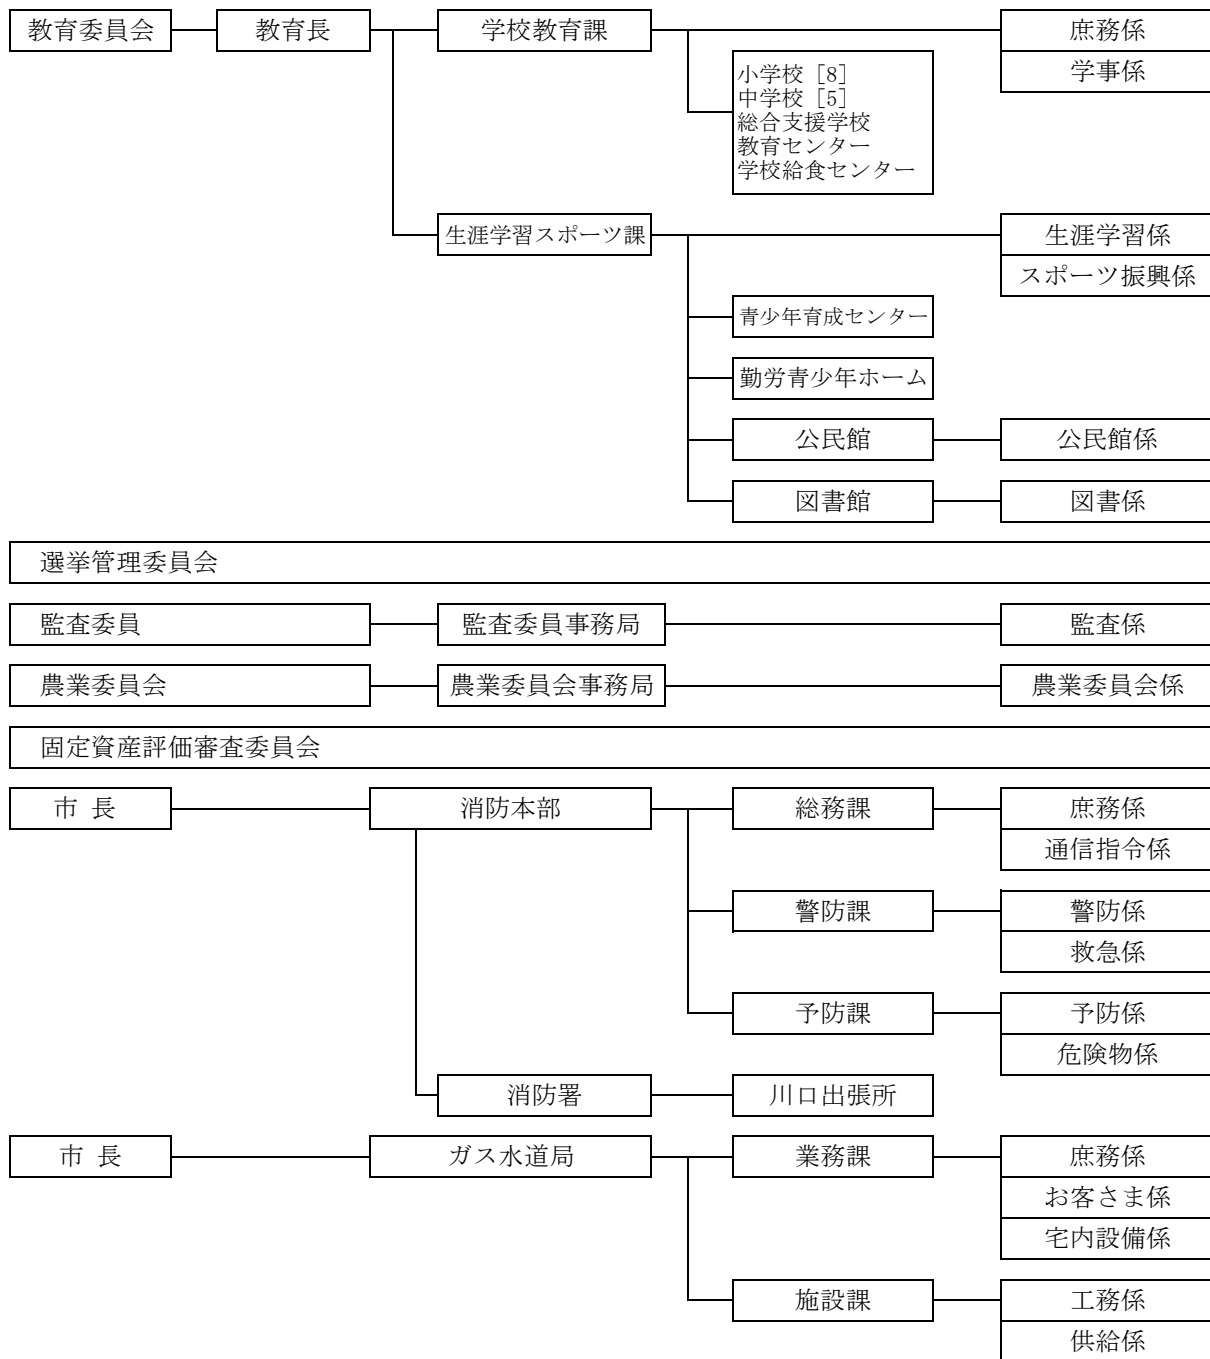 教育委員会
教育長
学校教育課
庶務係
学事係
小学校［8］
中学校［5］
総合支援学校
教育センター
学校給食センター
生涯学習スポーツ課
生涯学習係
スポーツ振興係
青少年育成センター
勤労青少年ホーム
公民館
公民館係
図書館
図書係
選挙管理委員会
監査委員
監査委員事務局
監査係
農業委員会
農業委員会事務局
農業委員会係
固定資産評価審査委員会
市 長
消防本部
総務課
庶務係
通信指令係
警防課
警防係
救急係
予防課
予防係
危険物係
消防署
川口出張所
市 長
ガス水道局
業務課
庶務係
お客さま係
宅内設備係
施設課
工務係
供給係